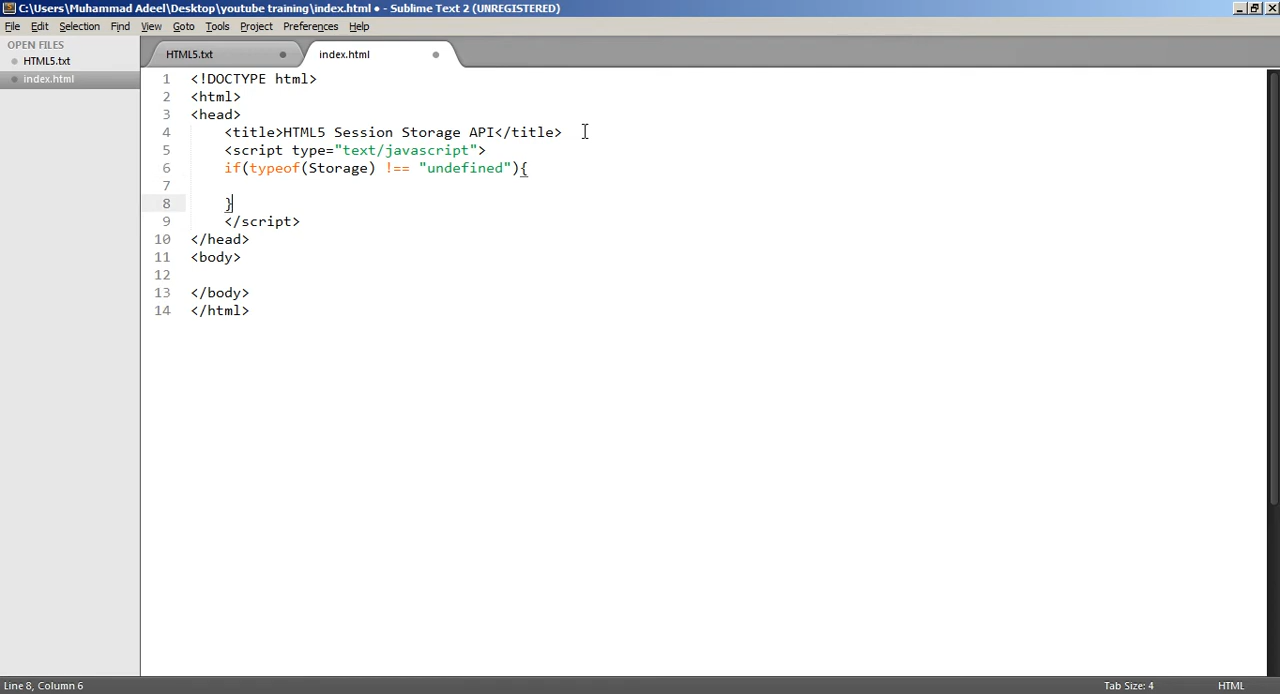 C:\Users\Muhammad Adeel\Desktop\youtube training\index.html • - Sublime Text 2 (UNREGISTERED)
File Edit Selection Find View Goto Tools Project Preferences Help
OPEN FILES
HTML5.txt
index.html
HTML5.txt index.html
1 <!DOCTYPE html>
2 <html>
3 <head>
4 <title>HTML5 Session Storage API</title>
5 <script type="text/javascript">
6 if(typeof(Storage) !== "undefined"){
7
8 }
9 </script>
10 </head>
11 <body>
12
13 </body>
14 </html>
Line 8, Column 6 Tab Size: 4 HTML